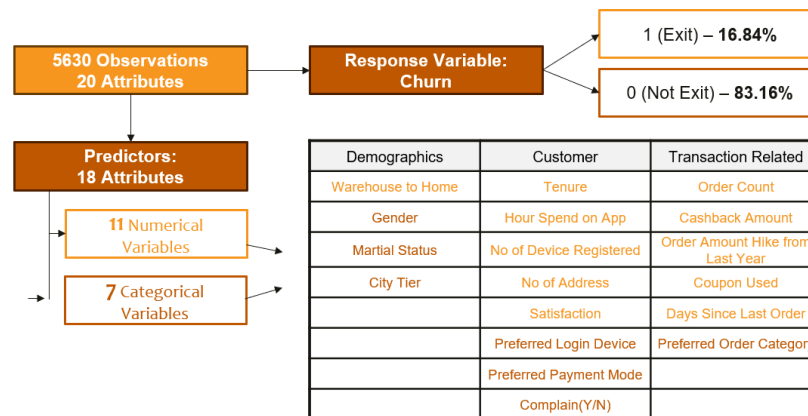 5630 Observations
20 Attributes
Response Variable:
Churn
1 (Exit) – 16.84%
0 (Not Exit) – 83.16%
Predictors:
18 Attributes
11 Numerical
Variables
7 Categorical
Variables
Demographics Customer Transaction Related
Warehouse to Home Tenure Order Count
Gender Hour Spend on App Cashback Amount
Martial Status No of Device Registered Order Amount Hike from
Last Year
City Tier No of Address Coupon Used
Satisfaction Days Since Last Order
Preferred Login Device Preferred Order Categor
Preferred Payment Mode
Complain(Y/N)